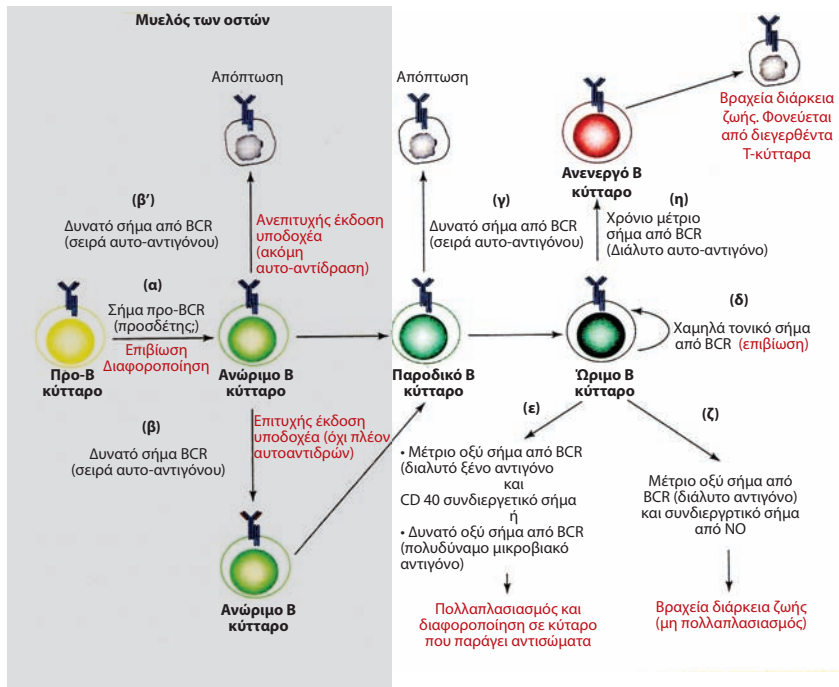 Μυελός των οστών
Απόπτωση
Απόπτωση
Βραχεία διάρκεια
ζωής. Φονεύεται
από διεγερθέντα
Τ-κύτταρα
Ανενεργό Β
κύτταρο
(β’)
Δυνατό σήμα από BCR
(σειρά αυτο-αντιγόνου)
Ανεπιτυχής έκδοση
υποδοχέα
(ακόμη
αυτο-αντίδραση)
(γ)
Δυνατό σήμα από BCR
(σειρά αυτο-αντιγόνου)
(η)
Χρόνιο μέτριο
σήμα από BCR
(Διάλυτο αυτο-αντιγόνο)
(α)
Σήμα προ-BCR
(προσδέτης;)
Επιβίωση
Διαφοροποίηση
Προ-Β
κύτταρο
Ανώριμο Β
κύτταρο
Παροδικό Β
κύτταρο
Ώριμο Β
κύτταρο
(δ)
Χαμηλά τονικό σήμα
από BCR (επιβίωση)
(β)
Δυνατό σήμα BCR
(σειρά αυτο-αντιγόνου)
Επιτυχής έκδοση
υποδοχέα (όχι πλέον
αυτοαντιδρών)
Ανώριμο Β
κύτταρο
(ε)
• Μέτριο οξύ σήμα από BCR
(διαλυτό ξένο αντιγόνο
και
CD 40 συνδιεργετικό σήμα
ή
• Δυνατό οξύ σήμα από BCR
(πολυδύναμο μικροβιακό
αντιγόνο)
Πολλαπλασιασμός και
διαφοροποίηση σε κύταρο
που παράγει αντισώματα
(ζ)
Μέτριο οξύ σήμα από
BCR (διάλυτο αντιγόνο)
και συνδιεργρτικό σήμα
από NO
Βραχεία διάρκεια ζωής
(μη πολλαπλασιασμός)